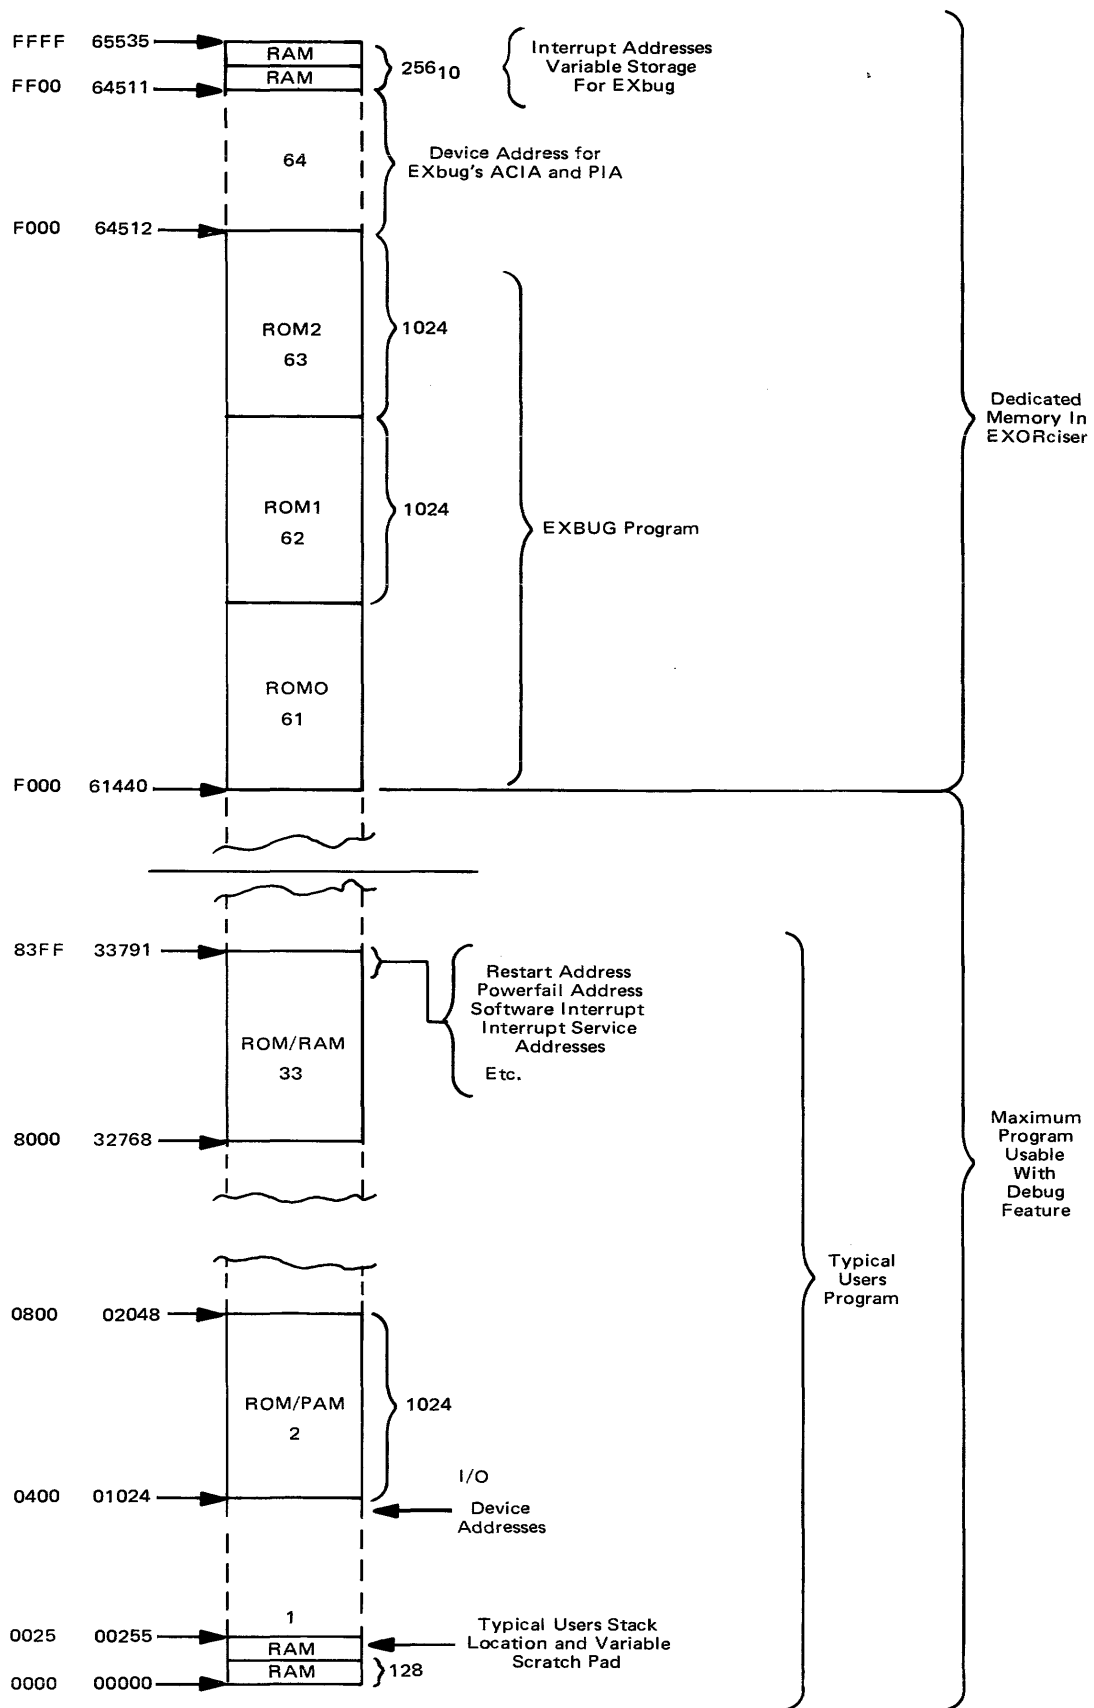 FFFF 65535
RAM
RAM
256₁₀
Interrupt Addresses
Variable Storage
For EXbug
FF00 64511
64
Device Address for
EXbug's ACIA and PIA
F000 64512
ROM2
63
1024
Dedicated
Memory In
EXORciser
ROM1
62
1024
EXBUG Program
ROMO
61
F000 61440
83FF 33791
Restart Address
Powerfail Address
Software Interrupt
Interrupt Service
Addresses
Etc.
ROM/RAM
33
8000 32768
Maximum
Program
Usable
With
Debug
Feature
Typical
Users
Program
0800 02048
ROM/PAM
2
1024
I/O
0400 01024
Device
Addresses
1
0025 00255
RAM
Typical Users Stack
Location and Variable
Scratch Pad
RAM
128
0000 00000